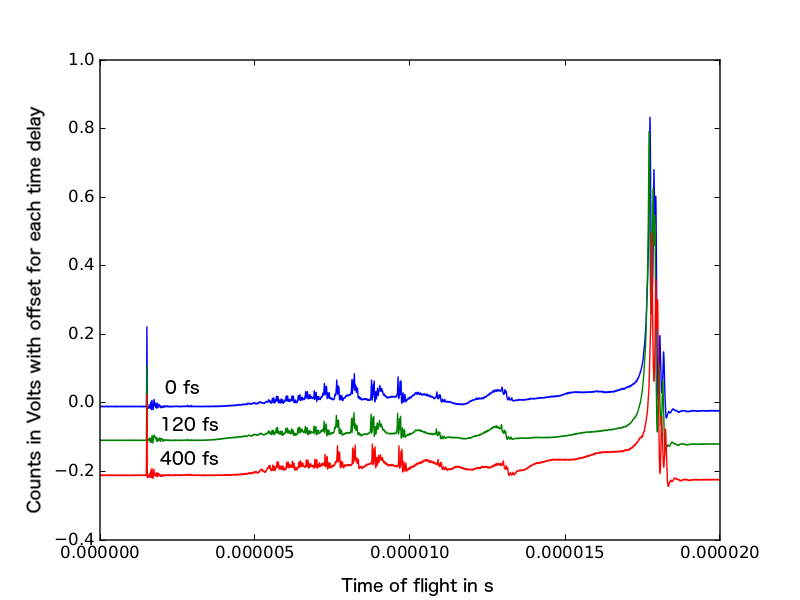 Counts in Volts with offset for each time delay
1.0
0.8
0.6
0.4
0.2
0.0
−0.2
−0.4
0 fs
120 fs
400 fs
0.000000 0.000005 0.000010 0.000015 0.000020
Time of flight in s